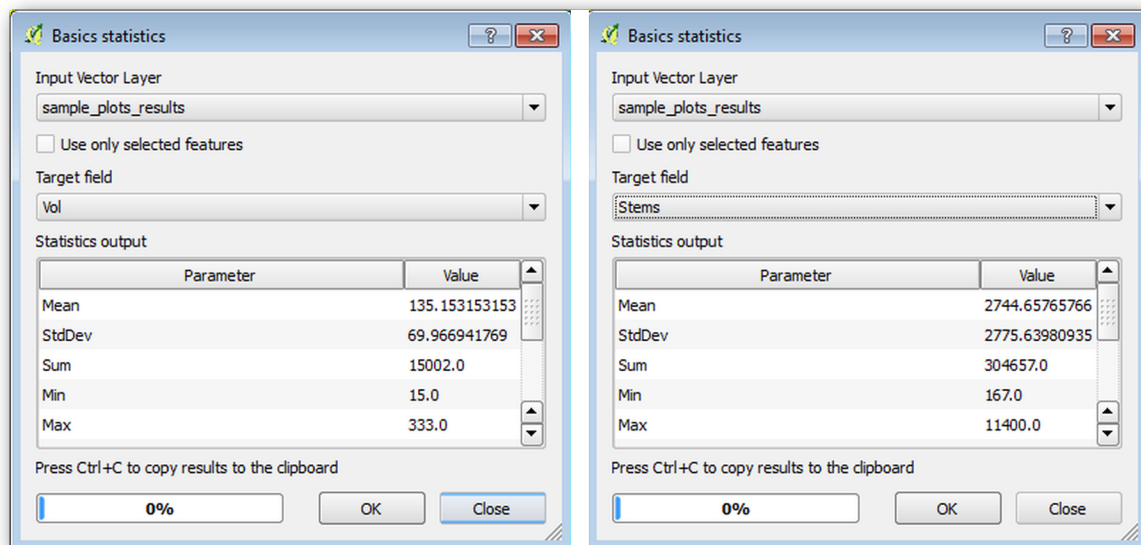 Basics statistics
Input Vector Layer
sample_plots_results
Use only selected features
Target field
Vol
Statistics output
Parameter Value
Mean 135.153153153
StdDev 69.966941769
Sum 15002.0
Min 15.0
Max 333.0
Press Ctrl+C to copy results to the clipboard
0% OK Close
Basics statistics
Input Vector Layer
sample_plots_results
Use only selected features
Target field
Stems
Statistics output
Parameter Value
Mean 2744.65765766
StdDev 2775.63980935
Sum 304657.0
Min 167.0
Max 11400.0
Press Ctrl+C to copy results to the clipboard
0% OK Close